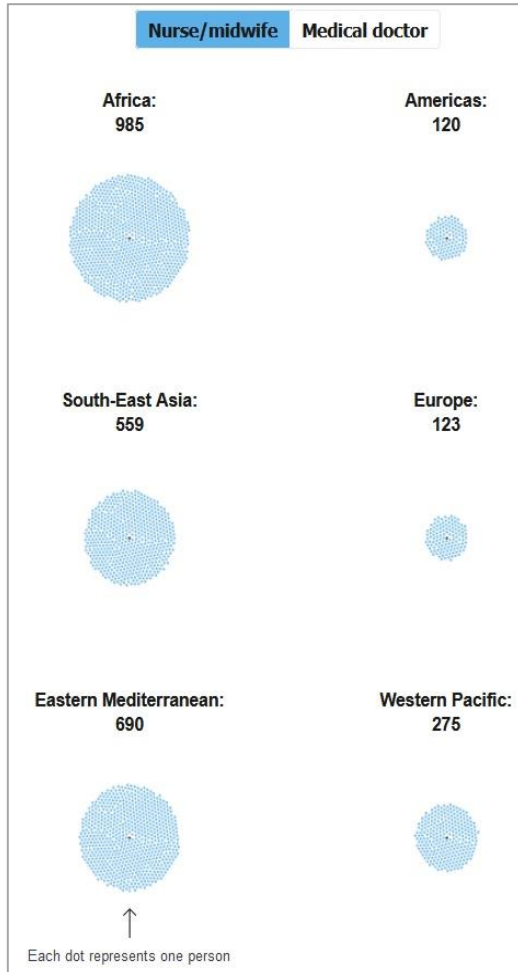 Nurse/midwife Medical doctor
Africa:
985
Americas:
120
South-East Asia:
559
Europe:
123
Eastern Mediterranean:
690
Western Pacific:
275
Each dot represents one person